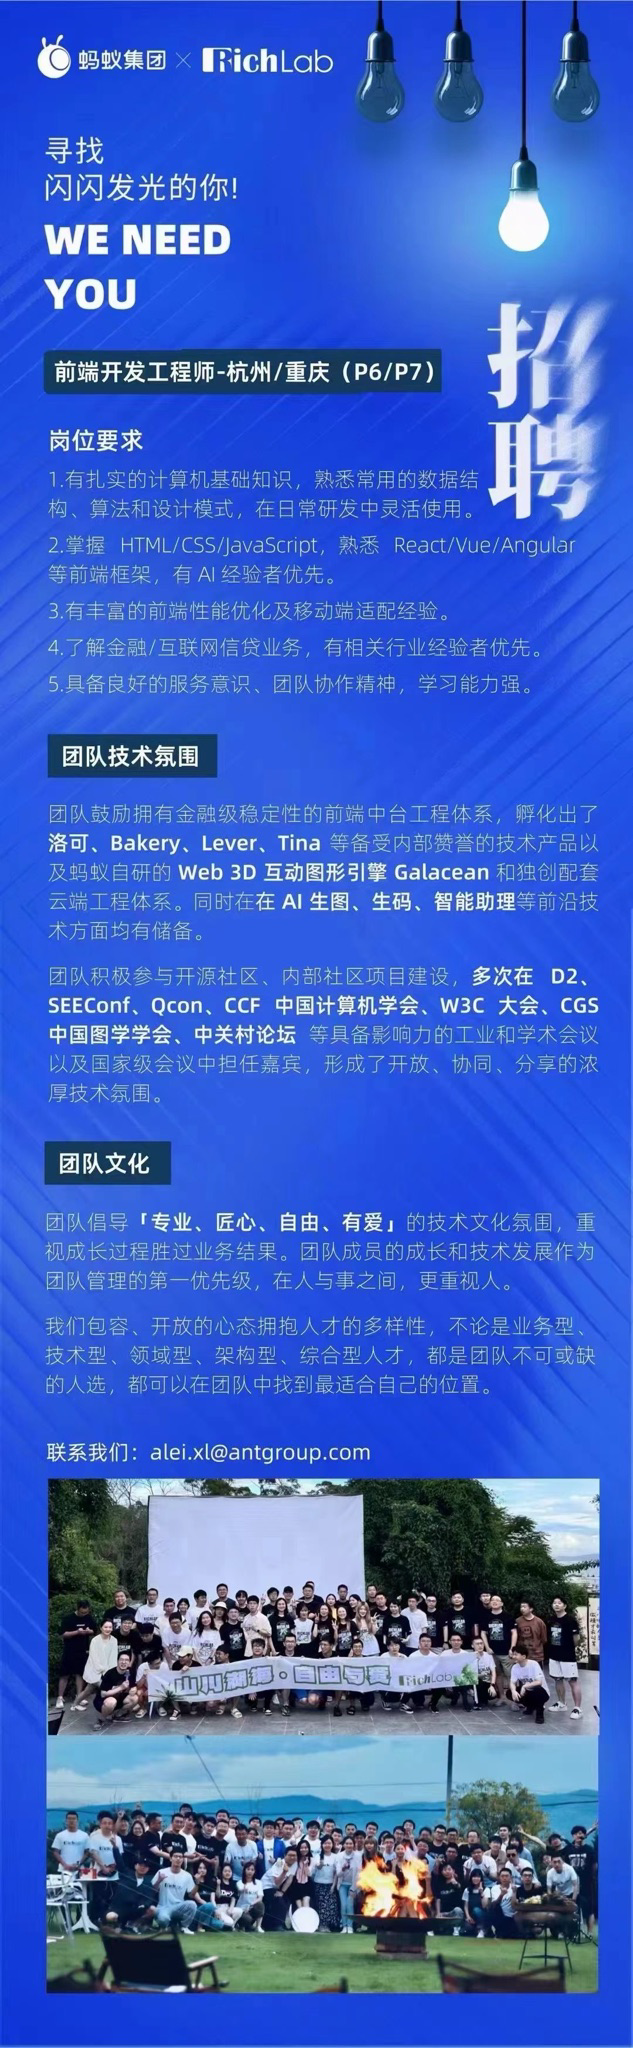 蚂蚁集团 × RichLab
寻找
闪闪发光的你!
WE NEED
YOU
招聘
前端开发工程师-杭州/重庆（P6/P7）
岗位要求
1.有扎实的计算机基础知识，熟悉常用的数据结
构、算法和设计模式，在日常研发中灵活使用。
2.掌握 HTML/CSS/JavaScript，熟悉 React/Vue/Angular
等前端框架，有 AI 经验者优先。
3.有丰富的前端性能优化及移动端适配经验。
4.了解金融/互联网信贷业务，有相关行业经验者优先。
5.具备良好的服务意识、团队协作精神，学习能力强。
团队技术氛围
团队鼓励拥有金融级稳定性的前端中台工程体系，孵化出了
洛可、Bakery、Lever、Tina 等备受内部赞誉的技术产品以
及蚂蚁自研的 Web 3D 互动图形引擎 Galacean 和独创配套
云端工程体系。同时在在 AI 生图、生码、智能助理等前沿技
术方面均有储备。
团队积极参与开源社区、内部社区项目建设，多次在 D2、
SEEConf、Qcon、CCF 中国计算机学会、W3C 大会、CGS
中国图学学会、中关村论坛 等具备影响力的工业和学术会议
以及国家级会议中担任嘉宾，形成了开放、协同、分享的浓
厚技术氛围。
团队文化
团队倡导「专业、匠心、自由、有爱」的技术文化氛围，重
视成长过程胜过业务结果。团队成员的成长和技术发展作为
团队管理的第一优先级，在人与事之间，更重视人。
我们包容、开放的心态拥抱人才的多样性，不论是业务型、
技术型、领域型、架构型、综合型人才，都是团队不可或缺
的人选，都可以在团队中找到最适合自己的位置。
联系我们：alei.xl@antgroup.com
RichLab